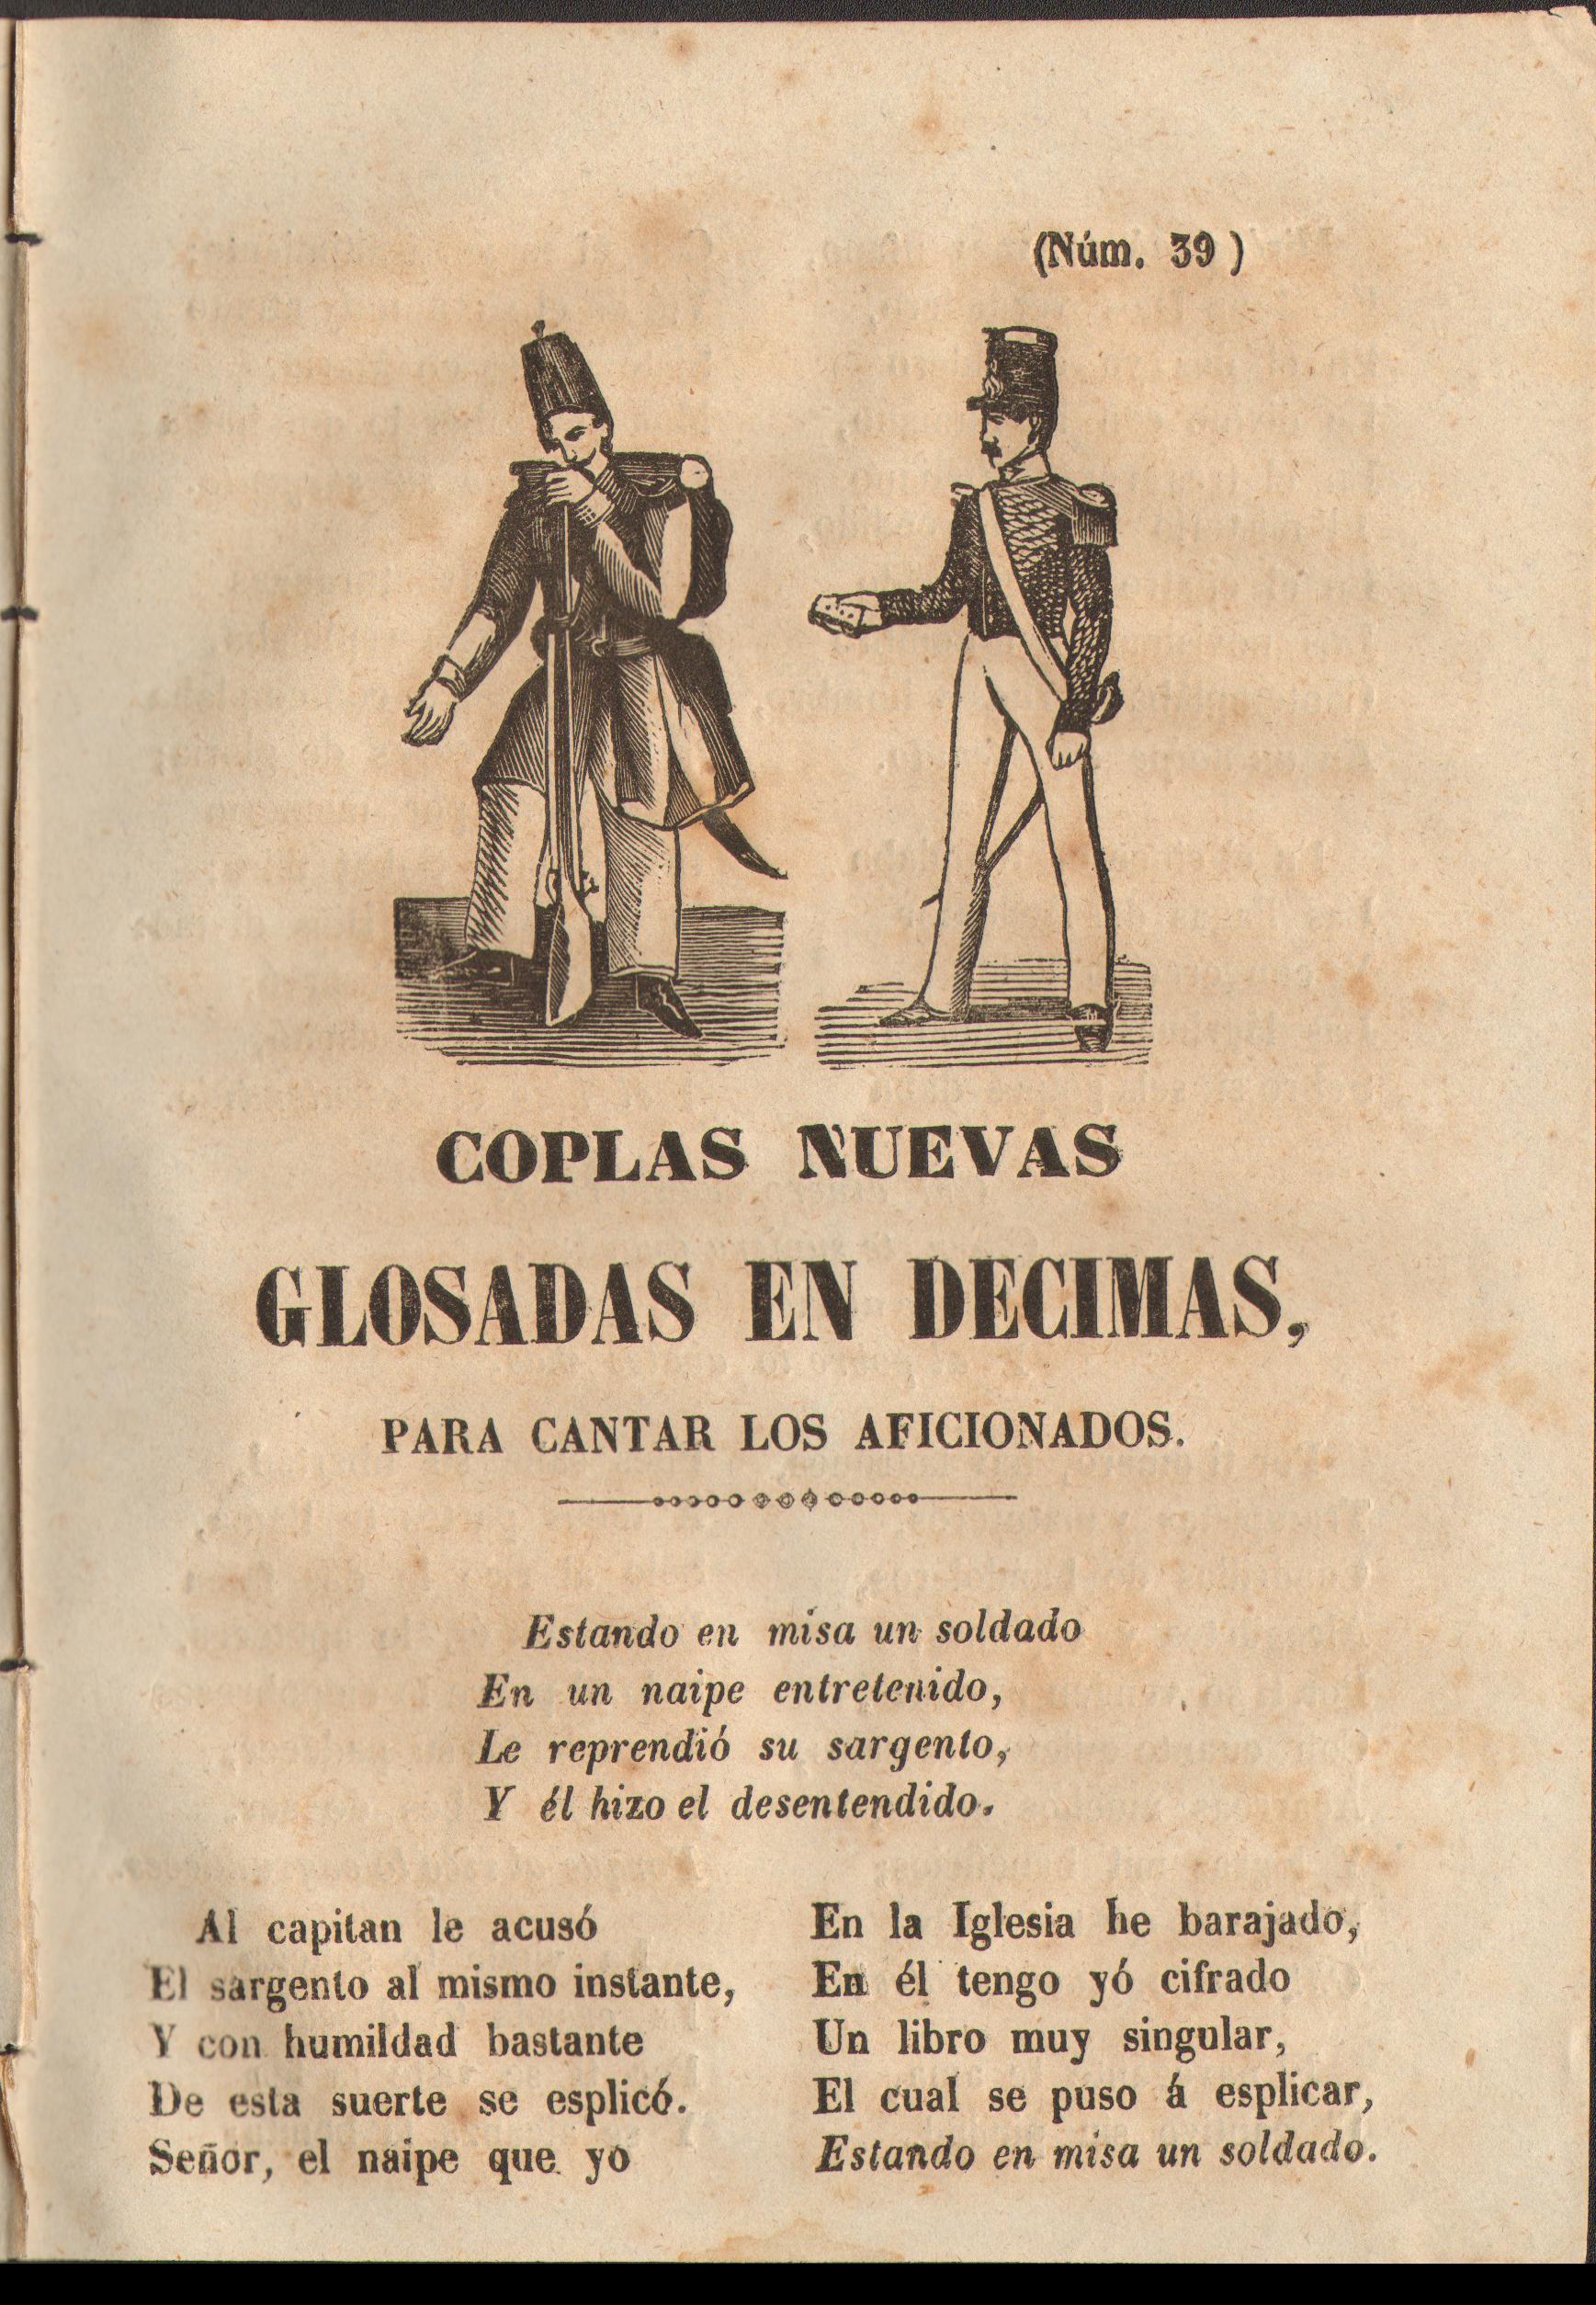 (Núm. 39)
COPLAS NUEVAS
GLOSADAS EN DECIMAS,
PARA CANTAR LOS AFICIONADOS.
Estando en misa un soldado
En un naipe entretenido,
Le reprendió su sargento,
Y él hizo el desentendido.
Al capitan le acusó
El sargento al mismo instante,
Y con humildad bastante
De esta suerte se esplicó.
Señor, el naipe que yo
En la Iglesia he barajado,
En él tengo yó cifrado
Un libro muy singular,
El cual se puso á esplicar,
Estando en misa un soldado.